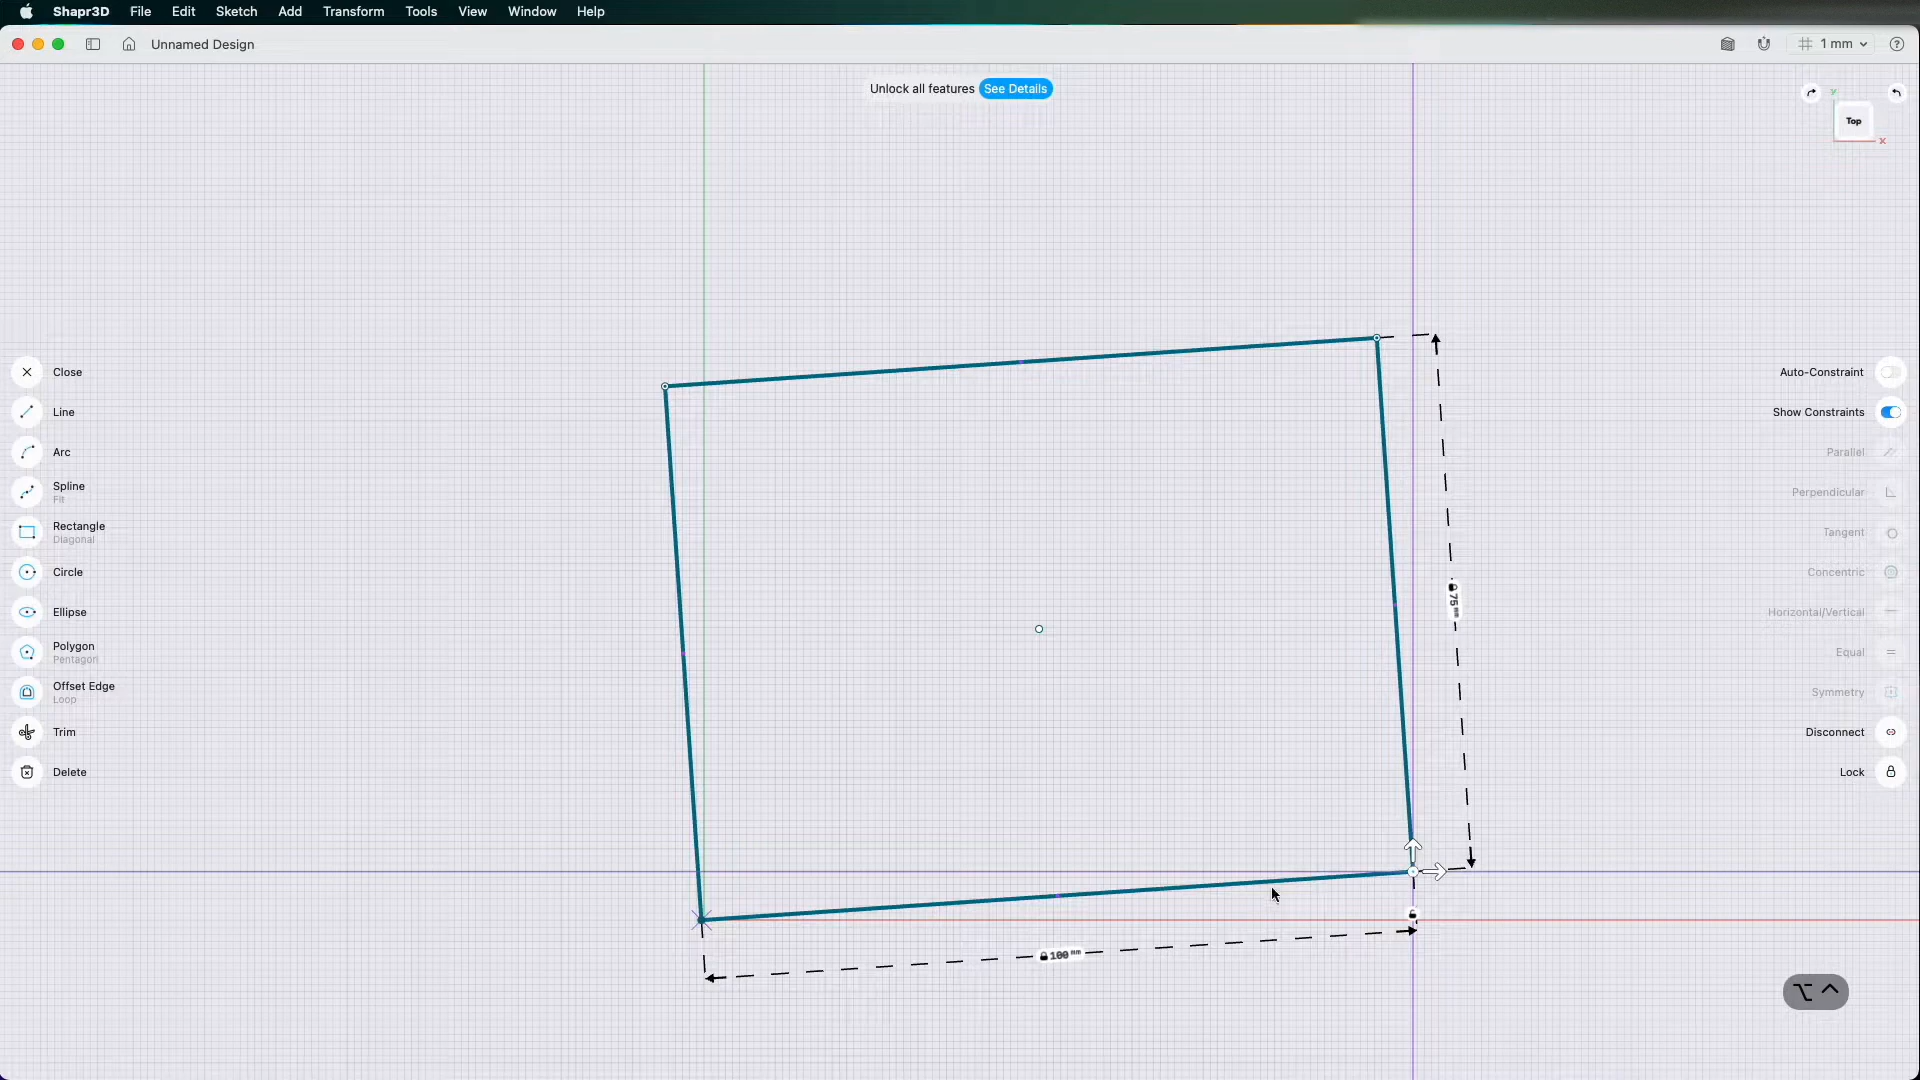 Shapr3D File Edit Sketch Add Transform Tools View Window Help
Unnamed Design
1 mm
Unlock all features See Details
Y
Top
X
Close
Line
Arc
Spline
Fit
Rectangle
Diagonal
Circle
Ellipse
Polygon
Pentagon
Offset Edge
Loop
Trim
Delete
Auto-Constraint
Show Constraints
Parallel
Perpendicular
Tangent
Concentric
Horizontal/Vertical
Equal
Symmetry
Disconnect
Lock
75 mm
100 mm
⌥ ^